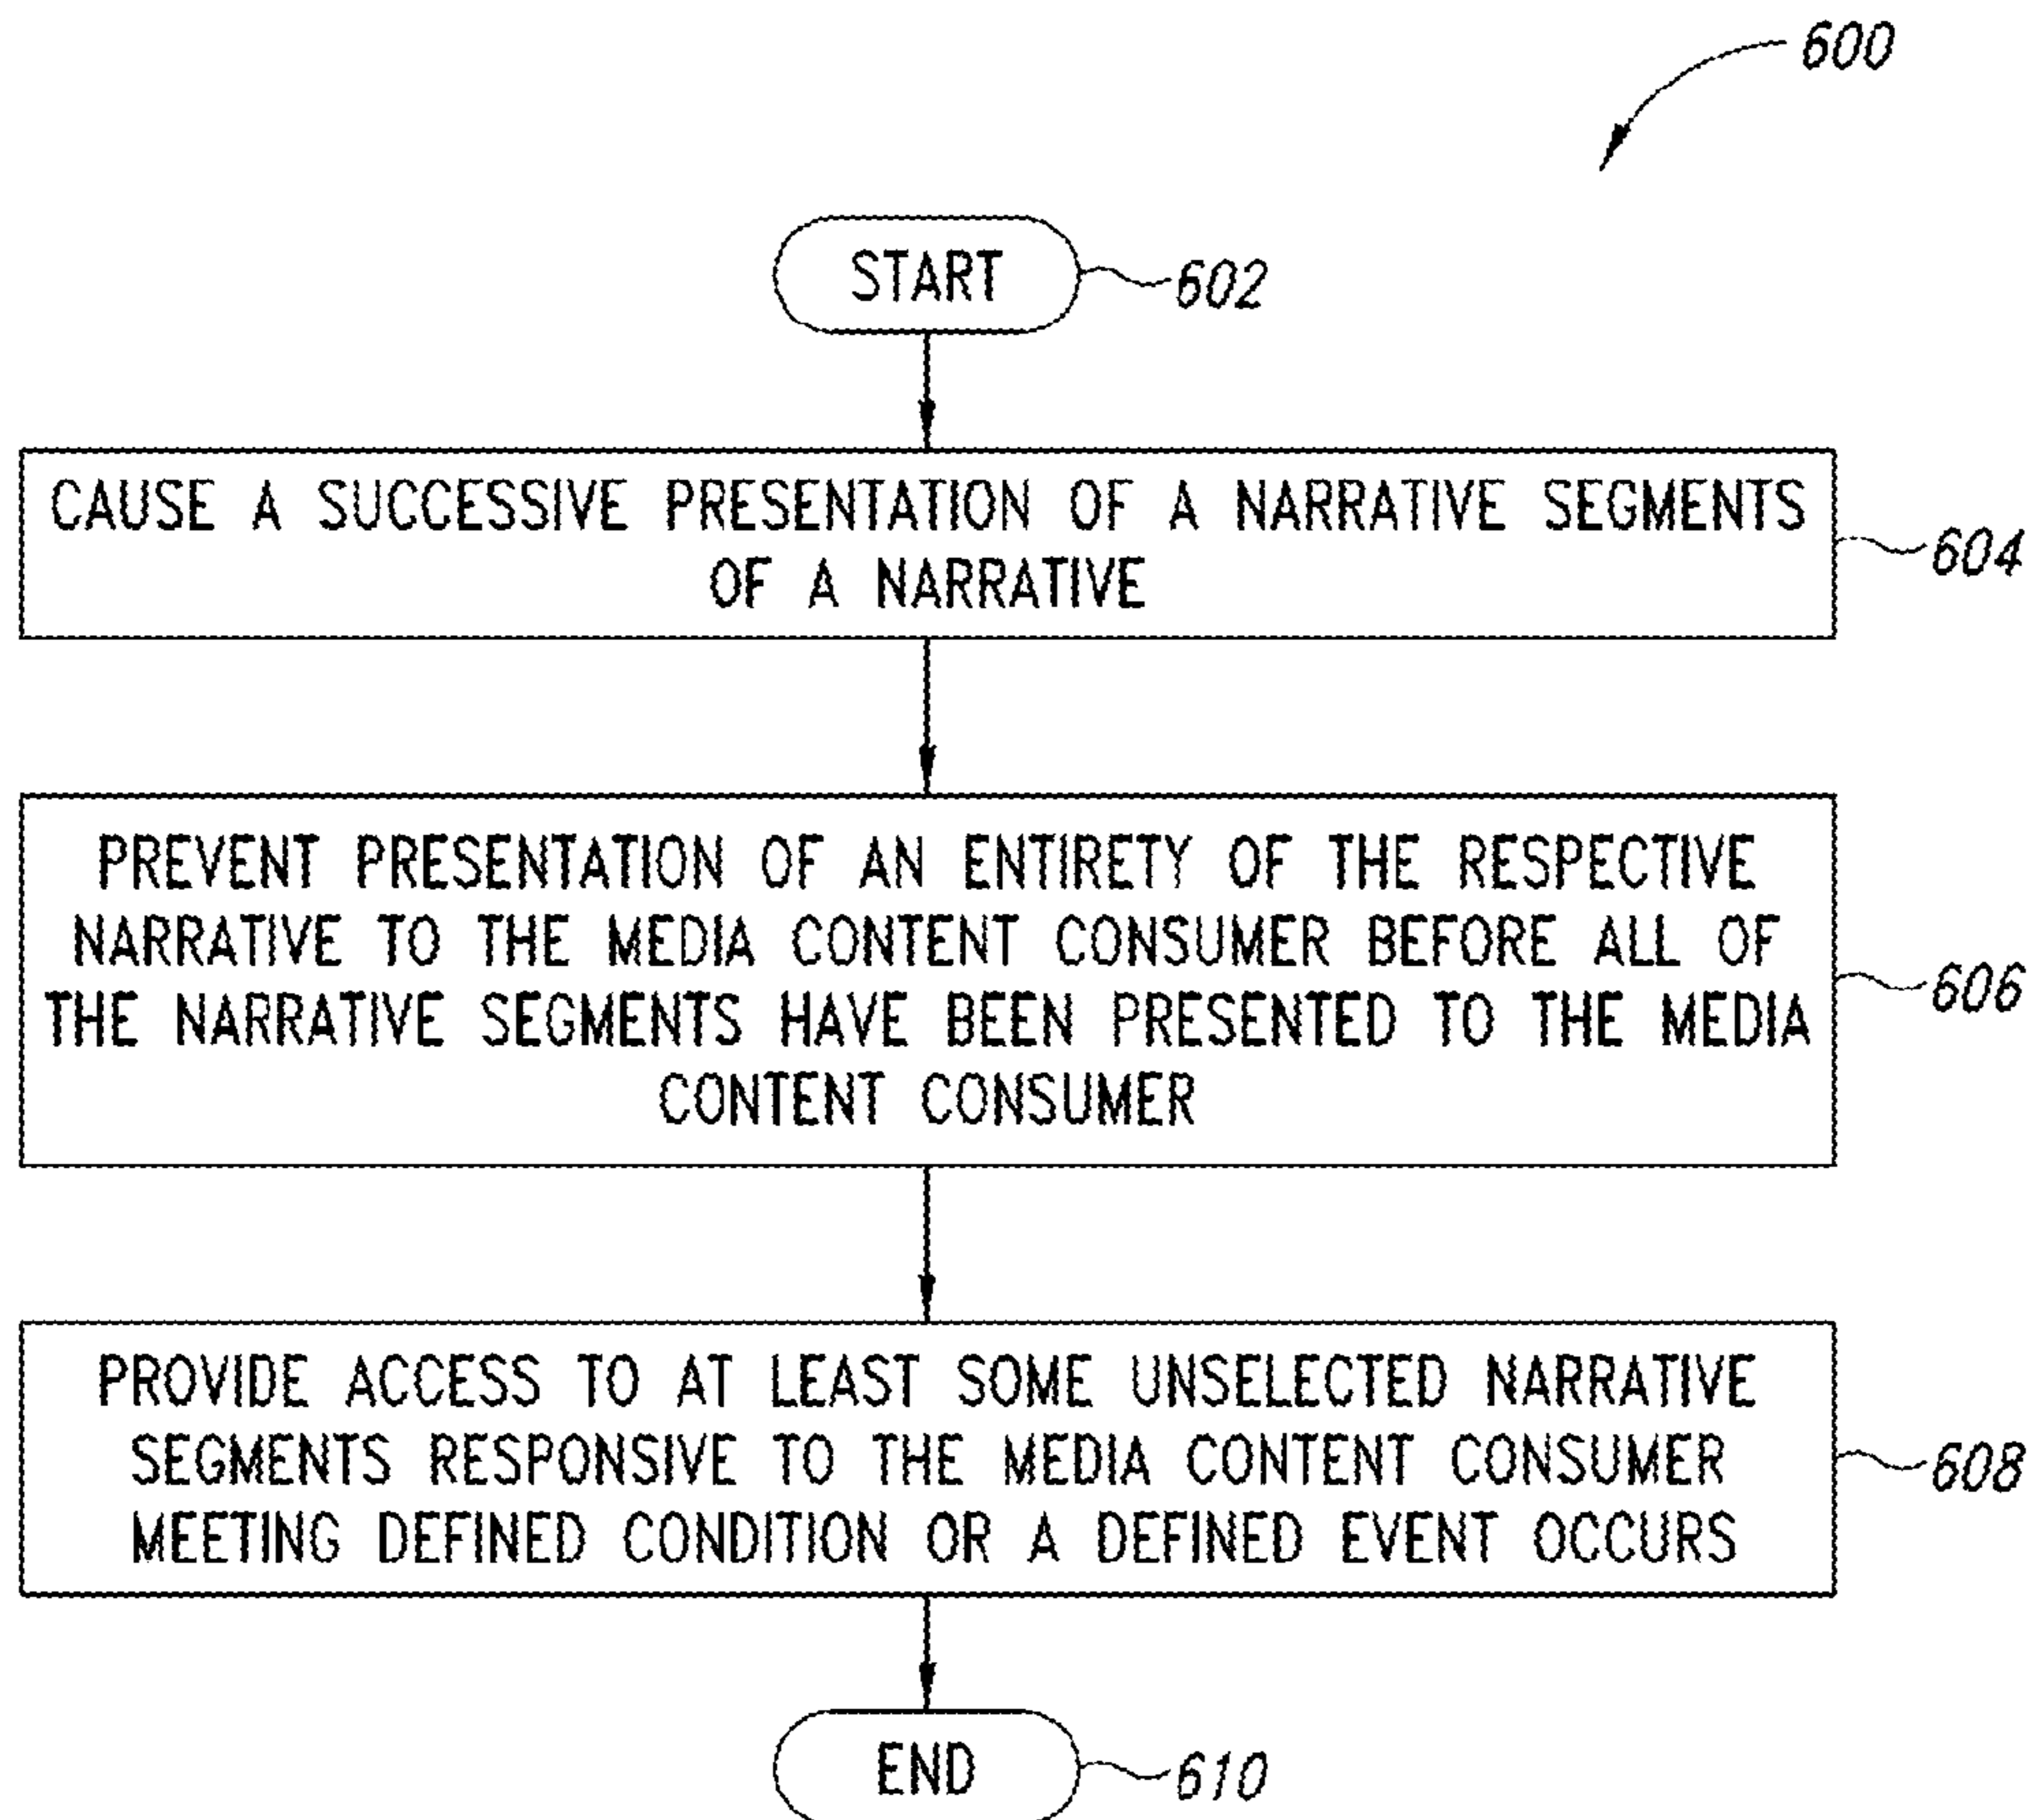 600
START
602
CAUSE A SUCCESSIVE PRESENTATION OF A NARRATIVE SEGMENTS
OF A NARRATIVE
604
PREVENT PRESENTATION OF AN ENTIRETY OF THE RESPECTIVE
NARRATIVE TO THE MEDIA CONTENT CONSUMER BEFORE ALL OF
THE NARRATIVE SEGMENTS HAVE BEEN PRESENTED TO THE MEDIA
CONTENT CONSUMER
606
PROVIDE ACCESS TO AT LEAST SOME UNSELECTED NARRATIVE
SEGMENTS RESPONSIVE TO THE MEDIA CONTENT CONSUMER
MEETING DEFINED CONDITION OR A DEFINED EVENT OCCURS
608
END
610